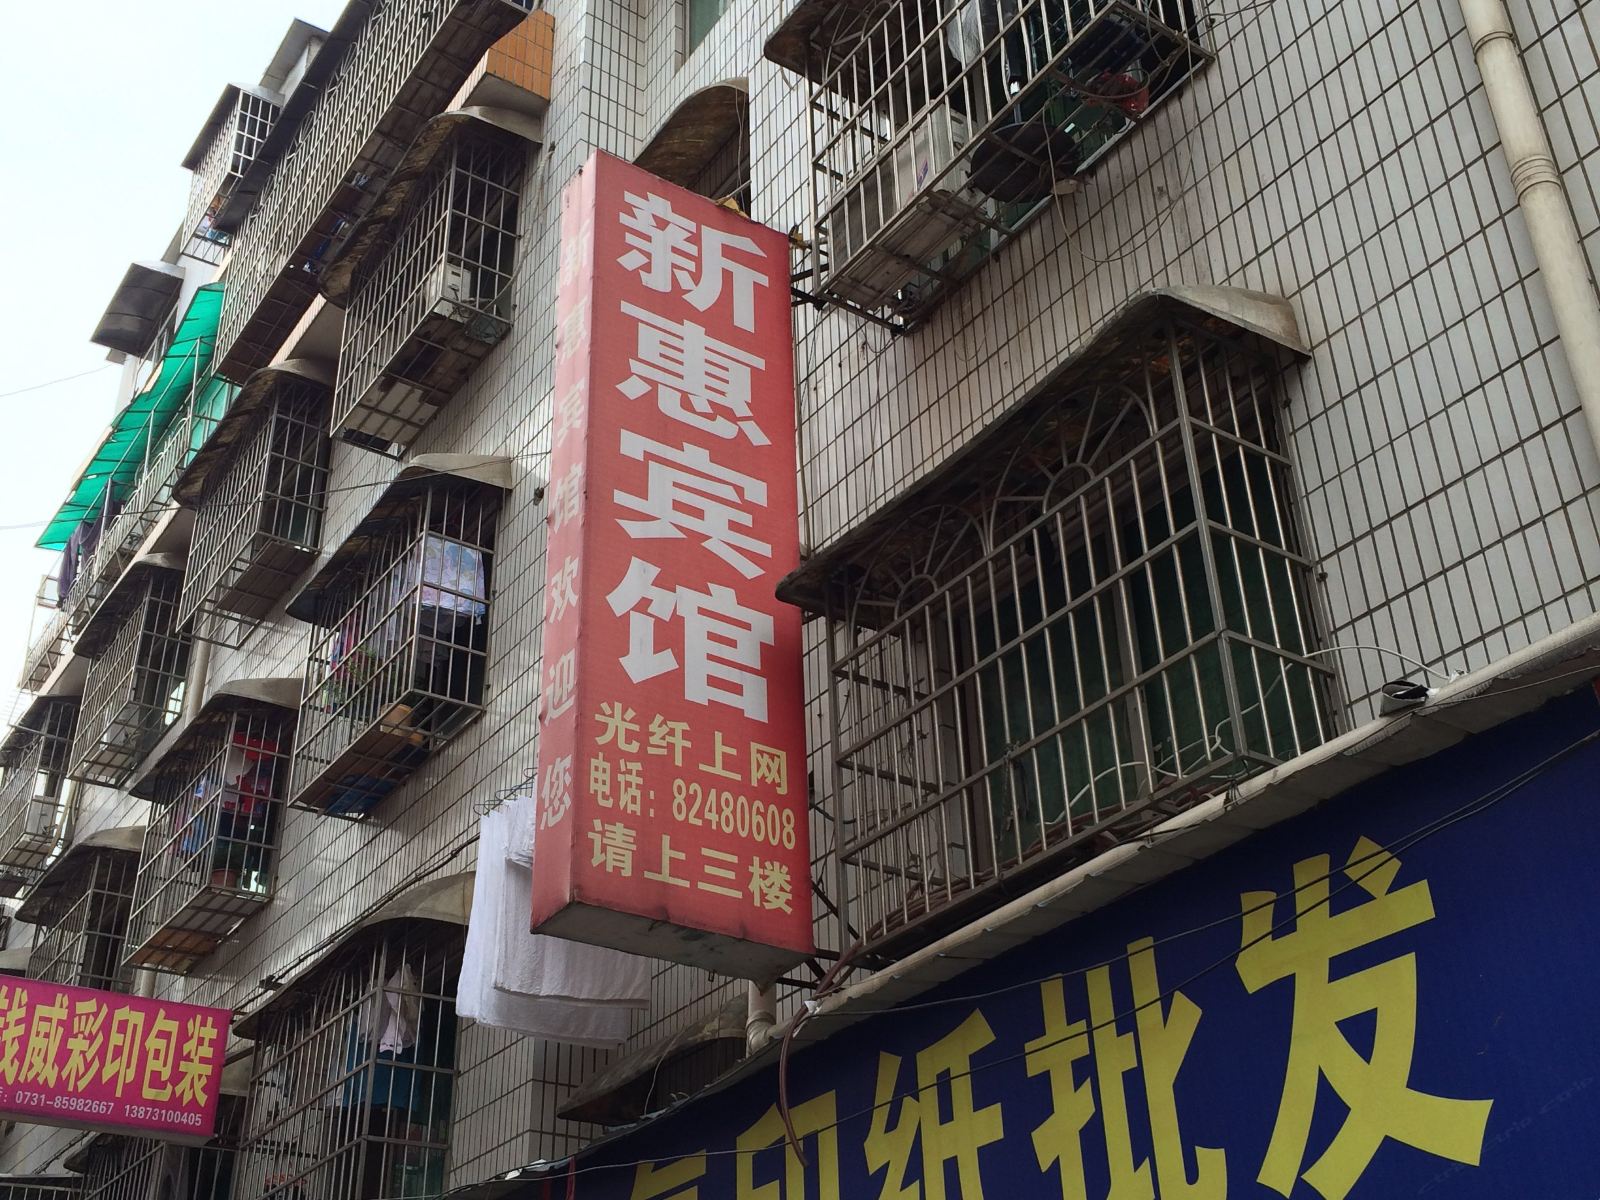 新惠宾馆
光纤上网
电话：82480608
请上三楼
新惠宾馆欢迎您
钱威彩印包装
0731-85982667 13873100405
复印纸批发